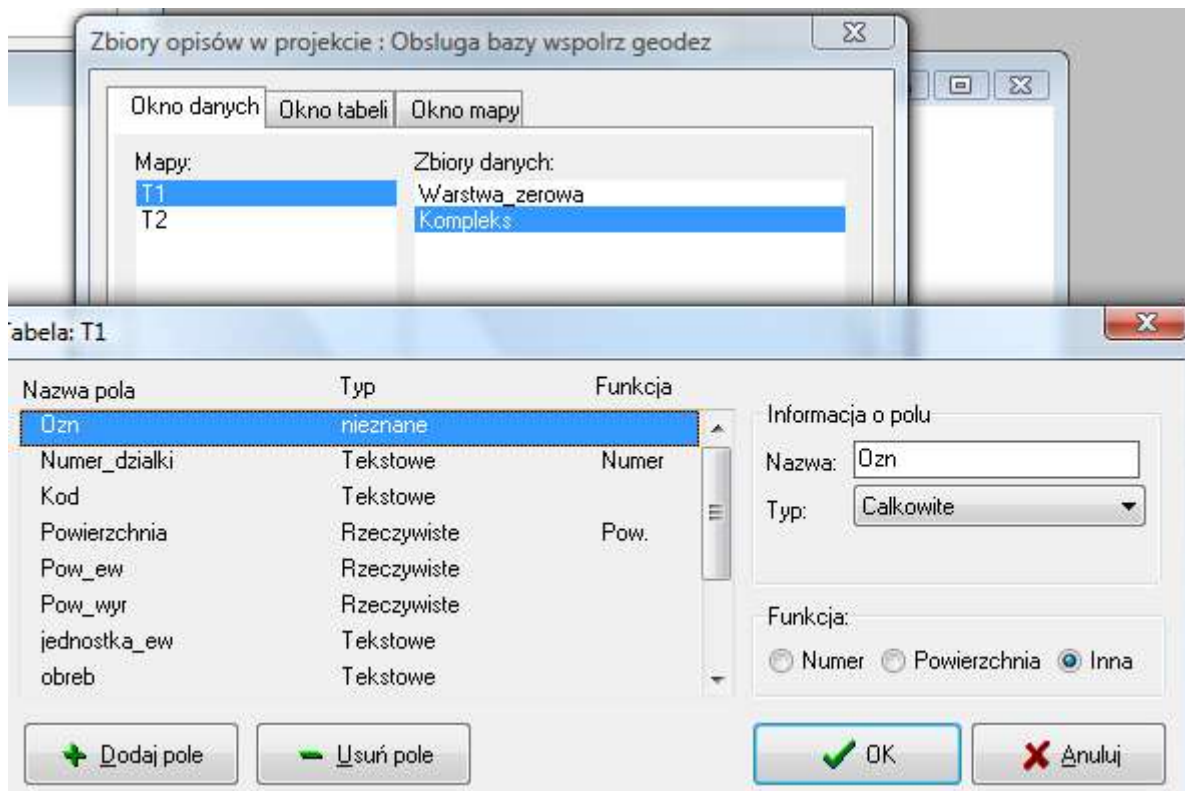 Zbiory opisów w projekcie : Obsluga bazy wspolrz geodez
Okno danych Okno tabeli Okno mapy
Mapy: Zbiory danych:
T1 Warstwa_zerowa
T2 Kompleks
Tabela: T1
Nazwa pola Typ Funkcja
Ozn nieznane
Numer_dzialki Tekstowe Numer
Kod Tekstowe
Powierzchnia Rzeczywiste Pow.
Pow_ew Rzeczywiste
Pow_wyr Rzeczywiste
jednostka_ew Tekstowe
obreb Tekstowe
Informacja o polu
Nazwa: Ozn
Typ: Calkowite
Funkcja:
Numer Powierzchnia Inna
Dodaj pole Usuń pole OK Anuluj